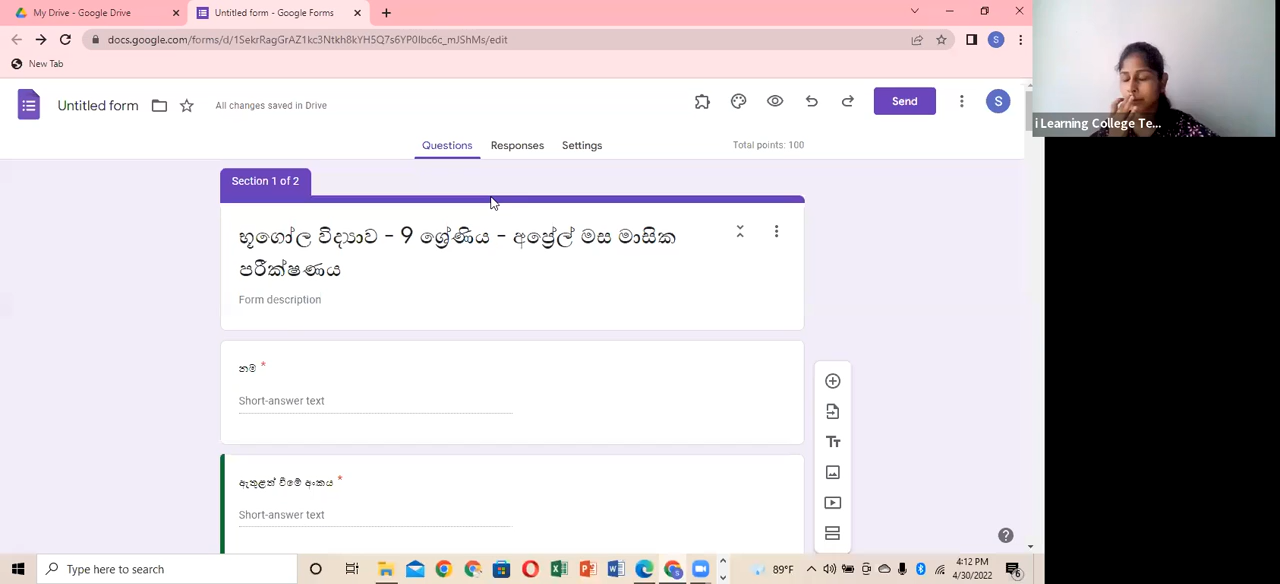 My Drive - Google Drive
Untitled form - Google Forms
docs.google.com/forms/d/1SekrRagGrAZ1kc3Ntkh8kYH5Q7s6YP0Ibc6c_mJShMs/edit
S
New Tab
Untitled form
All changes saved in Drive
Send
S
i Learning College Te...
Questions
Responses
Settings
Total points: 100
Section 1 of 2
භූගෝල විද්‍යාව - 9 ශ්‍රේණිය - අප්‍රේල් මස මාසික
පරීක්ෂණය
Form description
නම *
Short-answer text
ඇතුළත් වීමේ අංකය *
Short-answer text
Type here to search
89°F
4:12 PM
4/30/2022
6